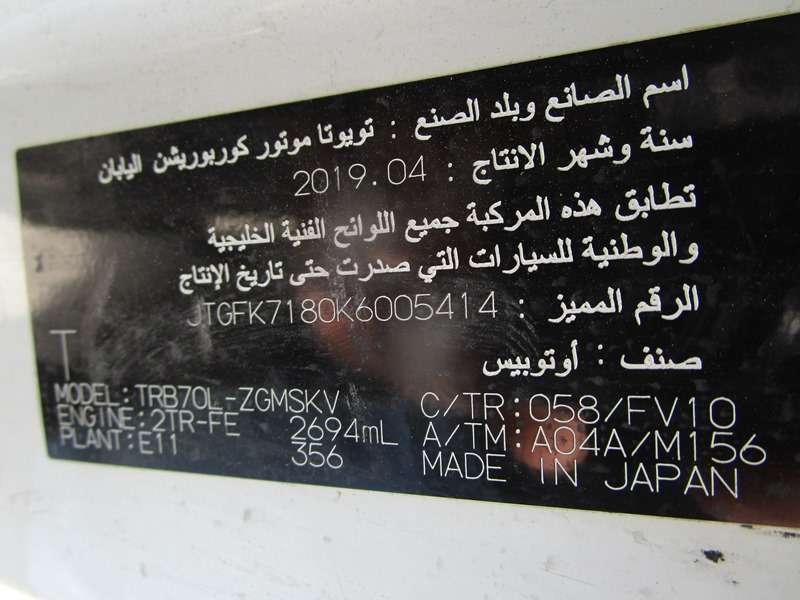 اسم الصانع وبلد الصنع : تويوتا موتور كوربوريشن اليابان
سنة وشهر الانتاج : 2019.04
تطابق هذه المركبة جميع اللوائح الفنية الخليجية
والوطنية للسيارات التي صدرت حتى تاريخ الإنتاج
الرقم المميز : JTGFK7180K6005414
صنف : أوتوبيس
T
MODEL:TRB70L-ZGMSKV C/TR:058/FV10
ENGINE:2TR-FE 2694mL A/TM:A04A/M156
PLANT:E11 356 MADE IN JAPAN